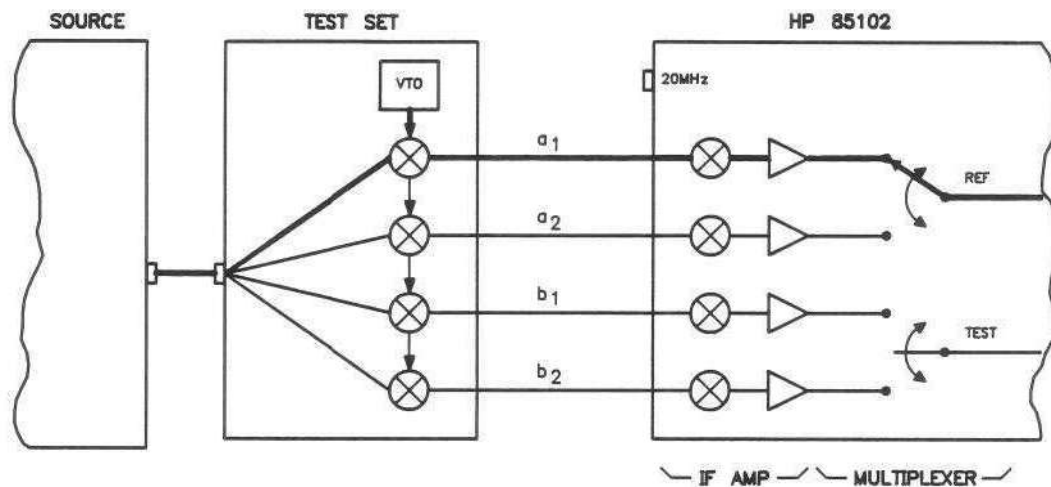 SOURCE
TEST SET
HP 85102
VTO
20MHz
a1
REF
a2
b1
TEST
b2
IF AMP
MULTIPLEXER